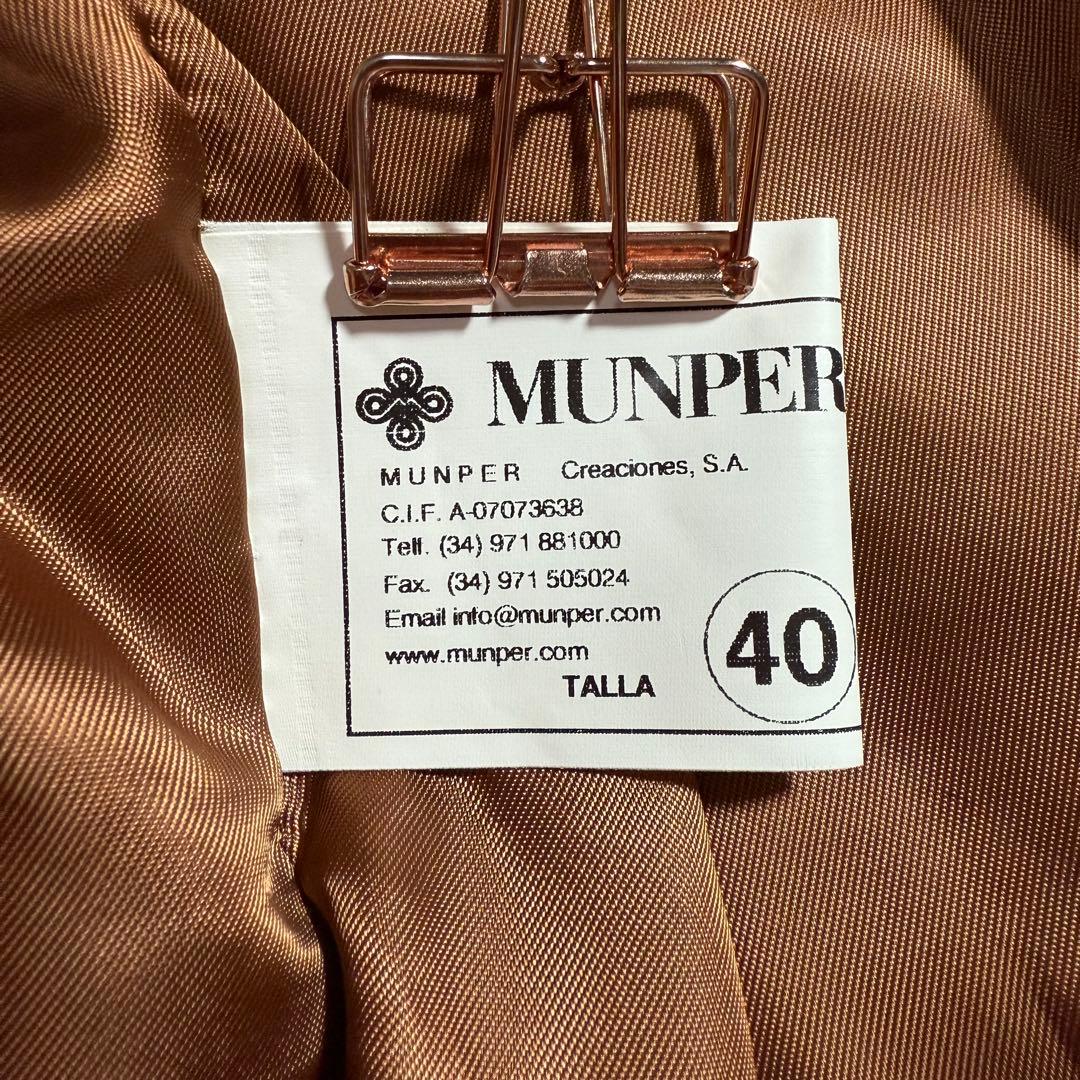 MUNPER
MUNPER Creaciones, S.A.
C.I.F. A-07073638
Telf. (34) 971 881000
Fax. (34) 971 505024
Email info@munper.com
www.munper.com
TALLA 40